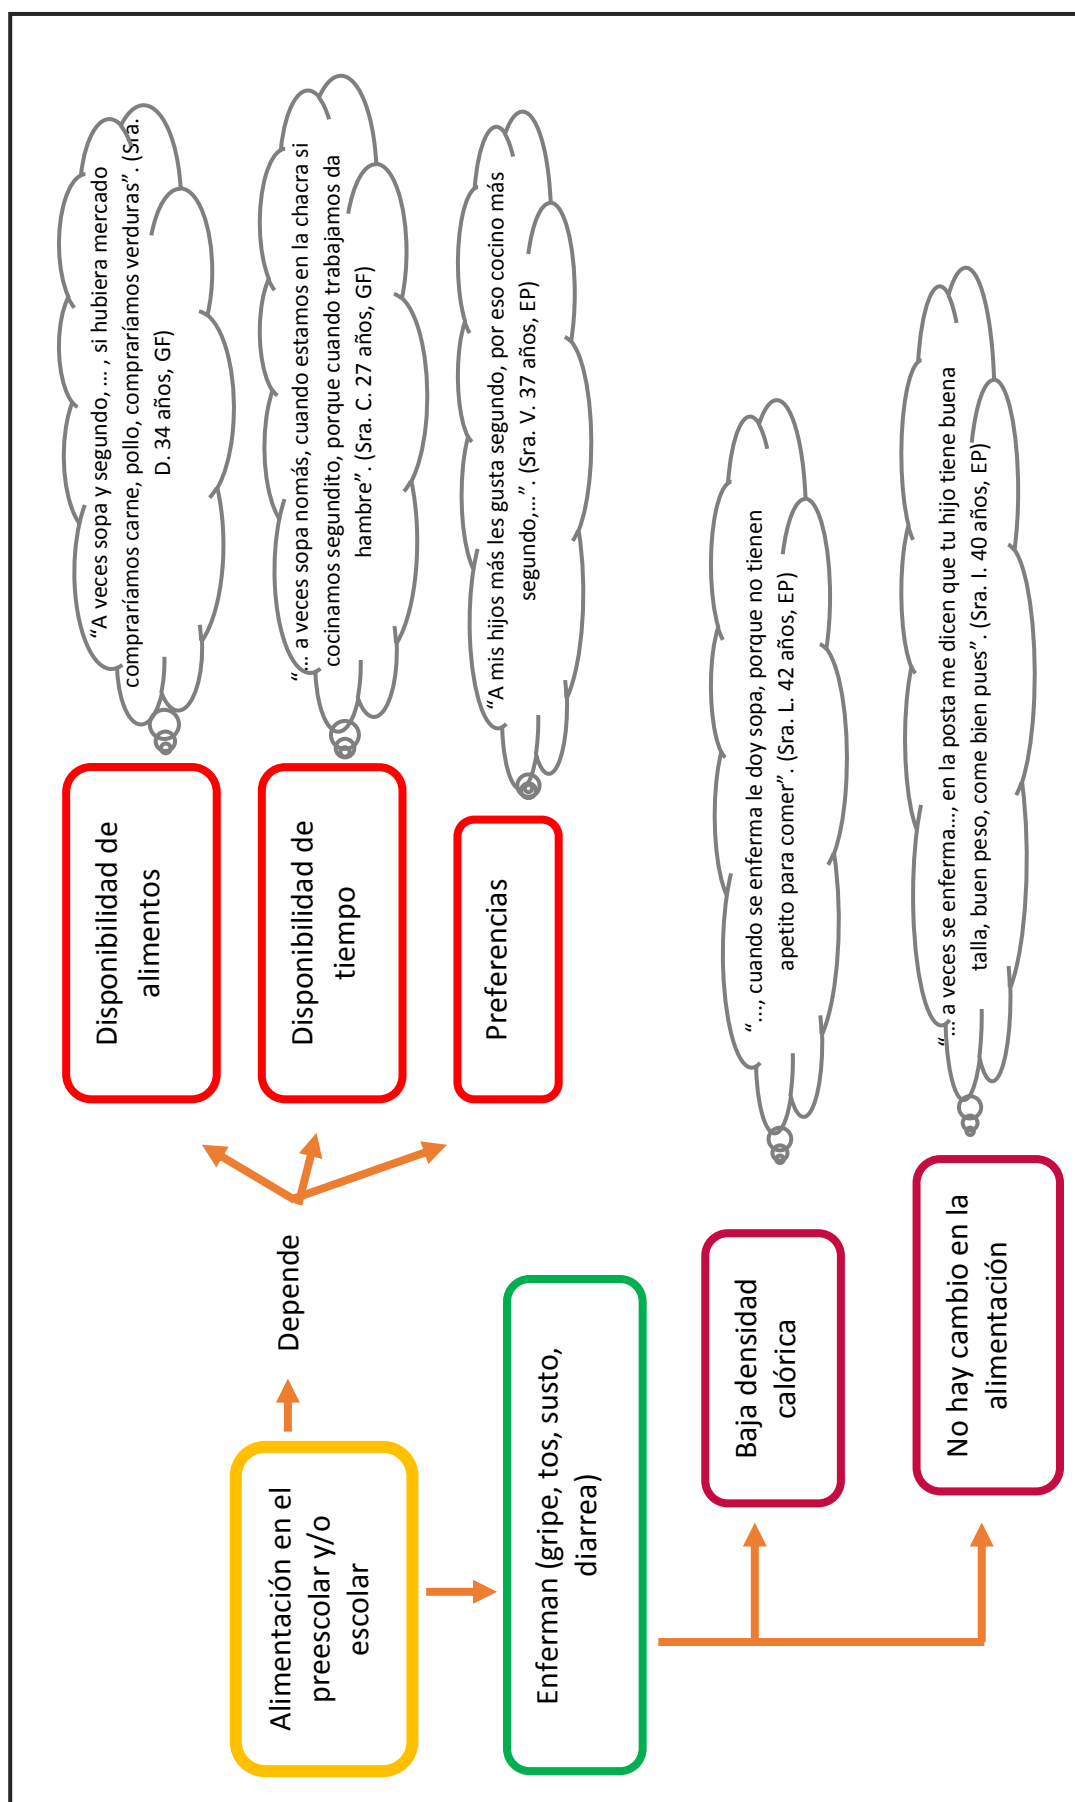 Alimentación en el
preescolar y/o
escolar
Depende
Disponibilidad de
alimentos
“A veces sopa y segundo, ... , si hubiera mercado
compraríamos carne, pollo, compraríamos verduras”. (Sra.
D. 34 años, GF)
Disponibilidad de
tiempo
“... a veces sopa nomás, cuando estamos en la chacra si
cocinamos segundito, porque cuando trabajamos da
hambre”. (Sra. C. 27 años, GF)
Preferencias
“A mis hijos más les gusta segundo, por eso cocino más
segundo,...”. (Sra. V. 37 años, EP)
Enferman (gripe, tos, susto,
diarrea)
Baja densidad
calórica
“..., cuando se enferma le doy sopa, porque no tienen
apetito para comer”. (Sra. L. 42 años, EP)
No hay cambio en la
alimentación
“... a veces se enferma..., en la posta me dicen que tu hijo tiene buena
talla, buen peso, come bien pues”. (Sra. I. 40 años, EP)